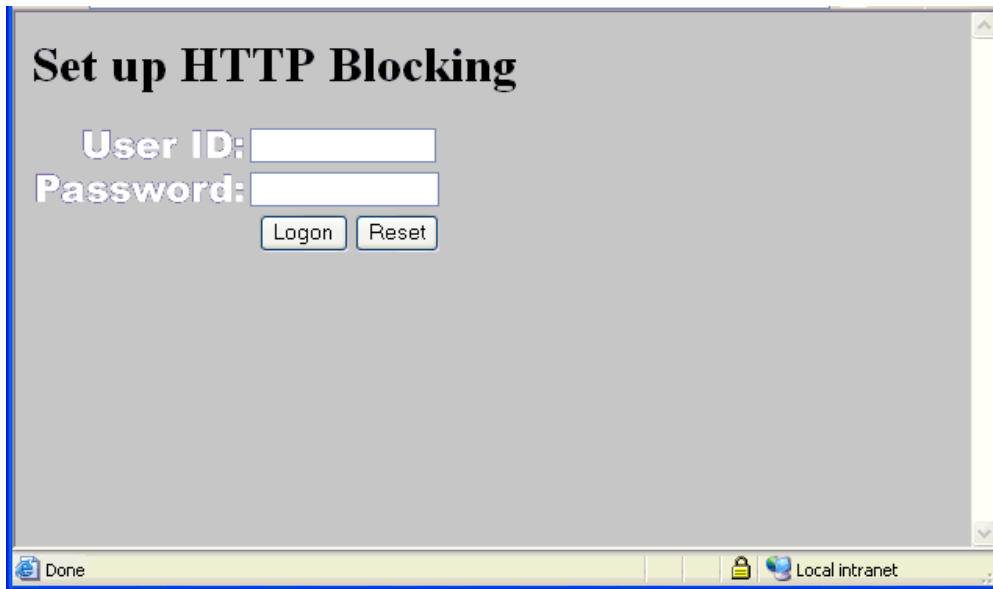 Set up HTTP Blocking
User ID:
Password:
Logon Reset
Done Local intranet